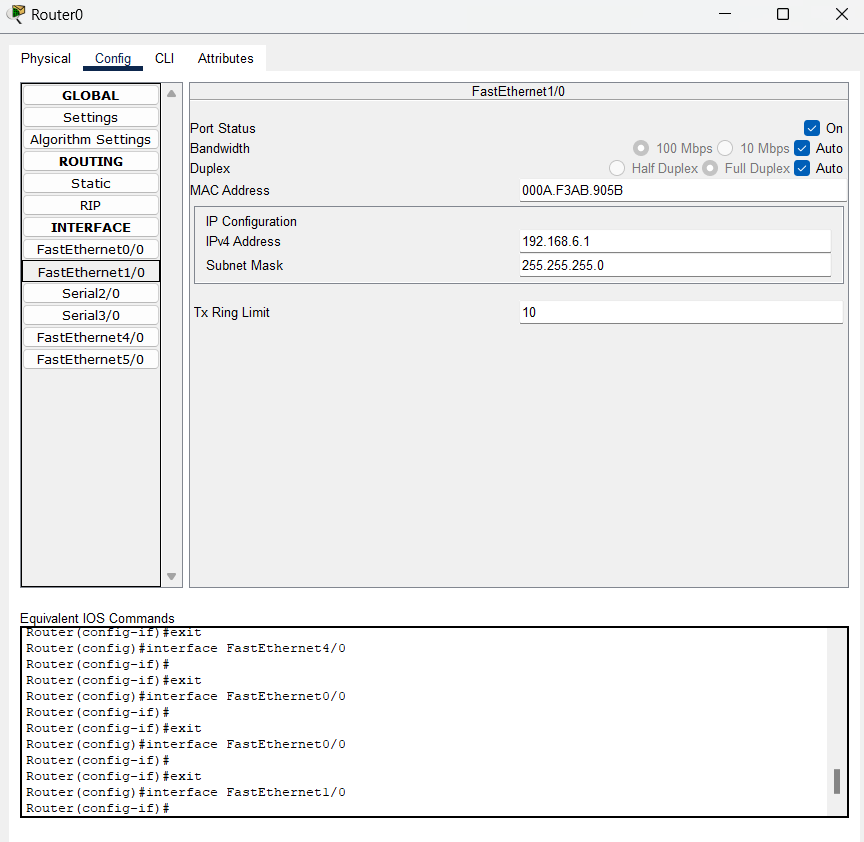 Router0
Physical Config CLI Attributes
GLOBAL
Settings
Algorithm Settings
ROUTING
Static
RIP
INTERFACE
FastEthernet0/0
FastEthernet1/0
Serial2/0
Serial3/0
FastEthernet4/0
FastEthernet5/0
FastEthernet1/0
Port Status On
Bandwidth 100 Mbps 10 Mbps Auto
Duplex Half Duplex Full Duplex Auto
MAC Address 000A.F3AB.905B
IP Configuration
IPv4 Address 192.168.6.1
Subnet Mask 255.255.255.0
Tx Ring Limit 10
Equivalent IOS Commands
Router(config-if)#exit
Router(config)#interface FastEthernet4/0
Router(config-if)#
Router(config-if)#exit
Router(config)#interface FastEthernet0/0
Router(config-if)#
Router(config-if)#exit
Router(config)#interface FastEthernet0/0
Router(config-if)#
Router(config-if)#exit
Router(config)#interface FastEthernet1/0
Router(config-if)#